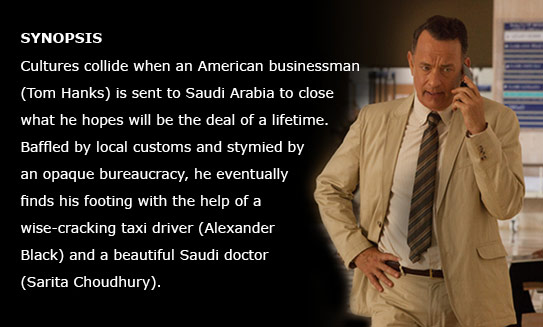 SYNOPSIS
Cultures collide when an American businessman
(Tom Hanks) is sent to Saudi Arabia to close
what he hopes will be the deal of a lifetime.
Baffled by local customs and stymied by
an opaque bureaucracy, he eventually
finds his footing with the help of a
wise-cracking taxi driver (Alexander
Black) and a beautiful Saudi doctor
(Sarita Choudhury).